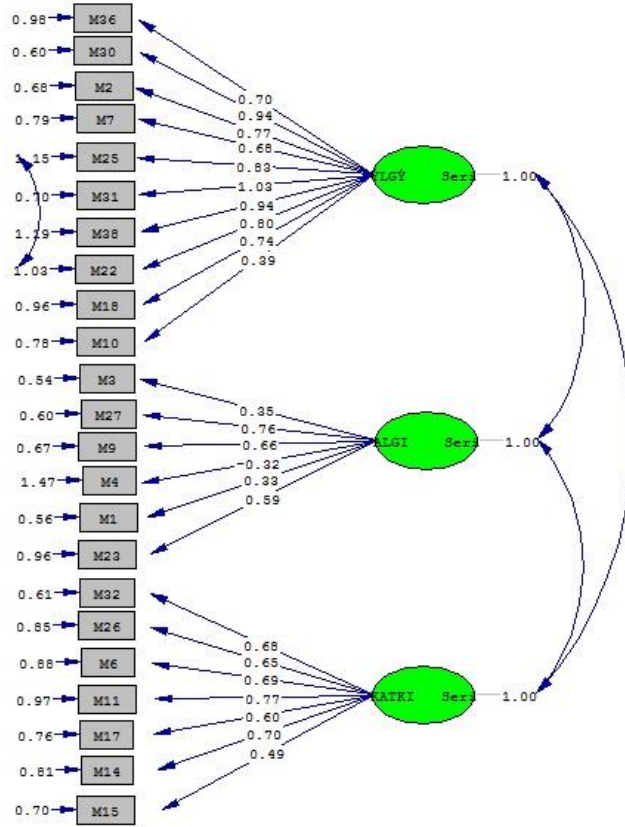 0.98 M36
0.60 M30
0.68 M2
0.79 M7
1.15 M25
0.70 M31
1.19 M38
1.03 M22
0.96 M18
0.78 M10
0.70
0.94
0.77
0.68
0.83
1.03
0.94
0.80
0.74
0.39
YLGÝ Seri 1.00
0.54 M3
0.60 M27
0.67 M9
1.47 M4
0.56 M1
0.96 M23
0.35
0.76
0.66
0.32
0.33
0.59
ALGI Seri 1.00
0.61 M32
0.85 M26
0.88 M6
0.97 M11
0.76 M17
0.81 M14
0.70 M15
0.68
0.65
0.69
0.77
0.60
0.70
0.49
KATKI Seri 1.00